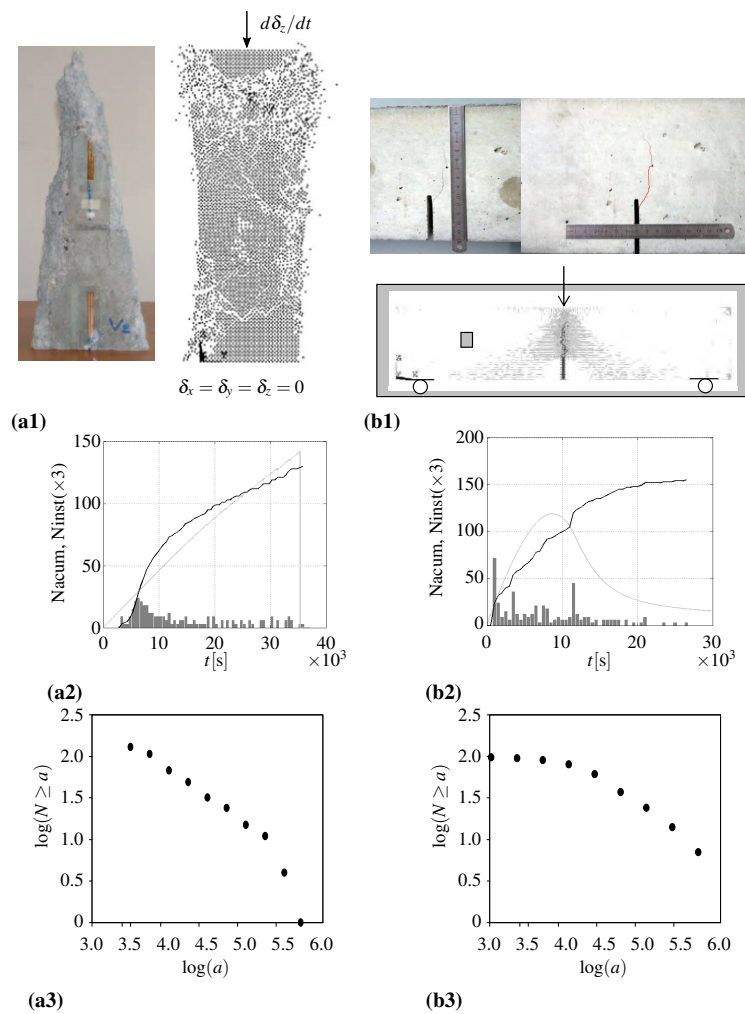 dδz/dt
V2
δx = δy = δz = 0
(a1)
(b1)
150
100
50
0
Nacum, Ninst(×3)
0
10
20
30
40
t[s]
×10³
(a2)
200
150
100
50
0
Nacum, Ninst(×3)
0
10
20
30
t[s]
×10³
(b2)
2.5
2.0
1.5
1.0
0.5
0
log(N ≥ a)
3.0
3.5
4.5
5.0
5.5
6.0
log(a)
(a3)
2.5
2.0
1.5
1.0
0.5
0
log(N ≥ a)
3.0
3.5
4.0
4.5
5.0
5.5
6.0
log(a)
(b3)